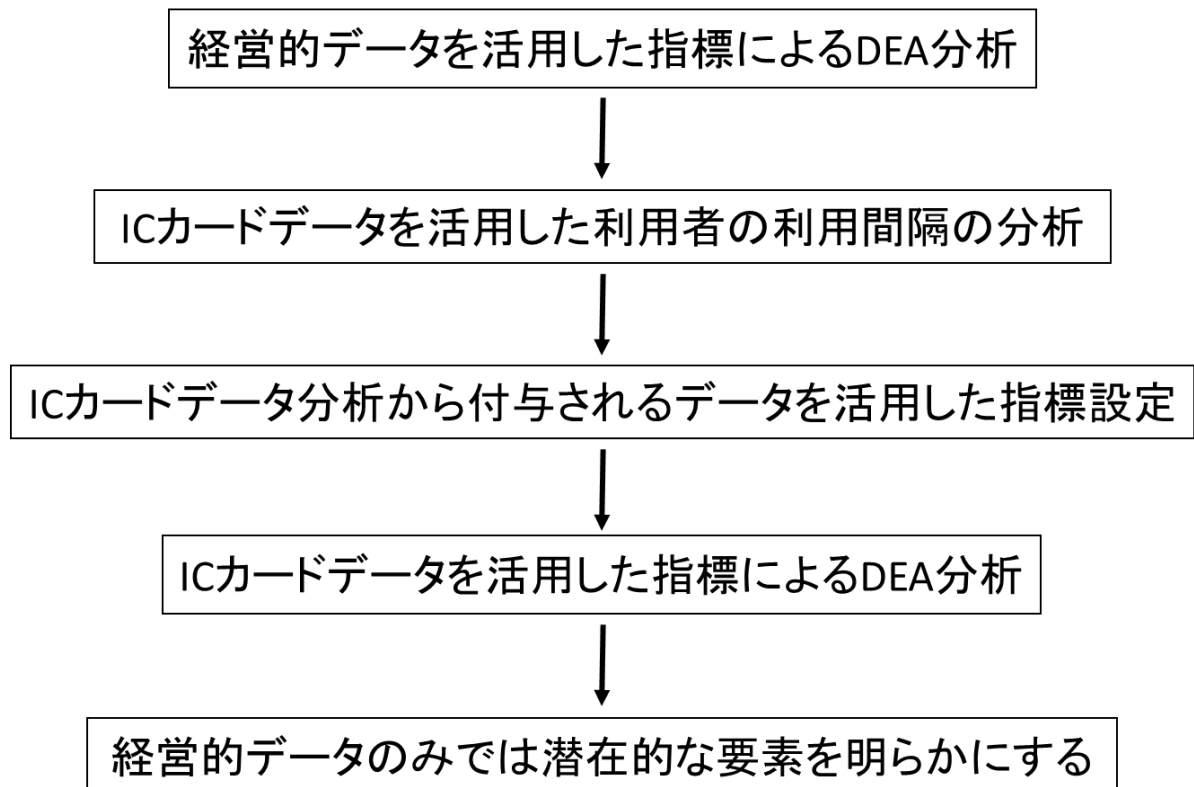 経営的データを活用した指標によるDEA分析
ICカードデータを活用した利用者の利用間隔の分析
ICカードデータ分析から付与されるデータを活用した指標設定
ICカードデータを活用した指標によるDEA分析
経営的データのみでは潜在的な要素を明らかにする